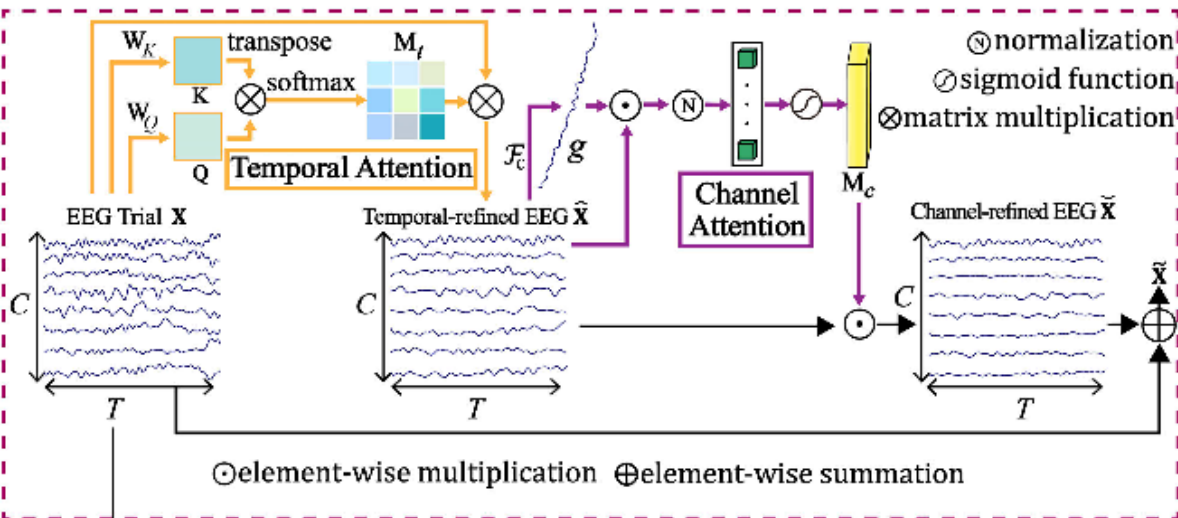 W_K
transpose
K
softmax
W_Q
Q
M_t
Temporal Attention
F_c
g
Ⓝnormalization
sigmoid function
⊗matrix multiplication
M_c
Channel
Attention
EEG Trial X
Temporal-refined EEG X̂
Channel-refined EEG X̆
C
T
T
C
T
X̃
⊙element-wise multiplication ⊕element-wise summation